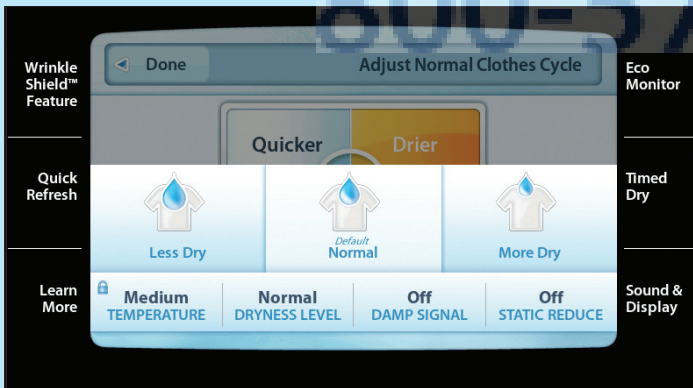 800-
Wrinkle
Shield™
Feature
Done
Adjust Normal Clothes Cycle
Eco
Monitor
Quicker
Drier
Quick
Refresh
Timed
Dry
Less Dry
Default
Normal
More Dry
Learn
More
Medium
TEMPERATURE
Normal
DRYNESS LEVEL
Off
DAMP SIGNAL
Off
STATIC REDUCE
Sound &
Display